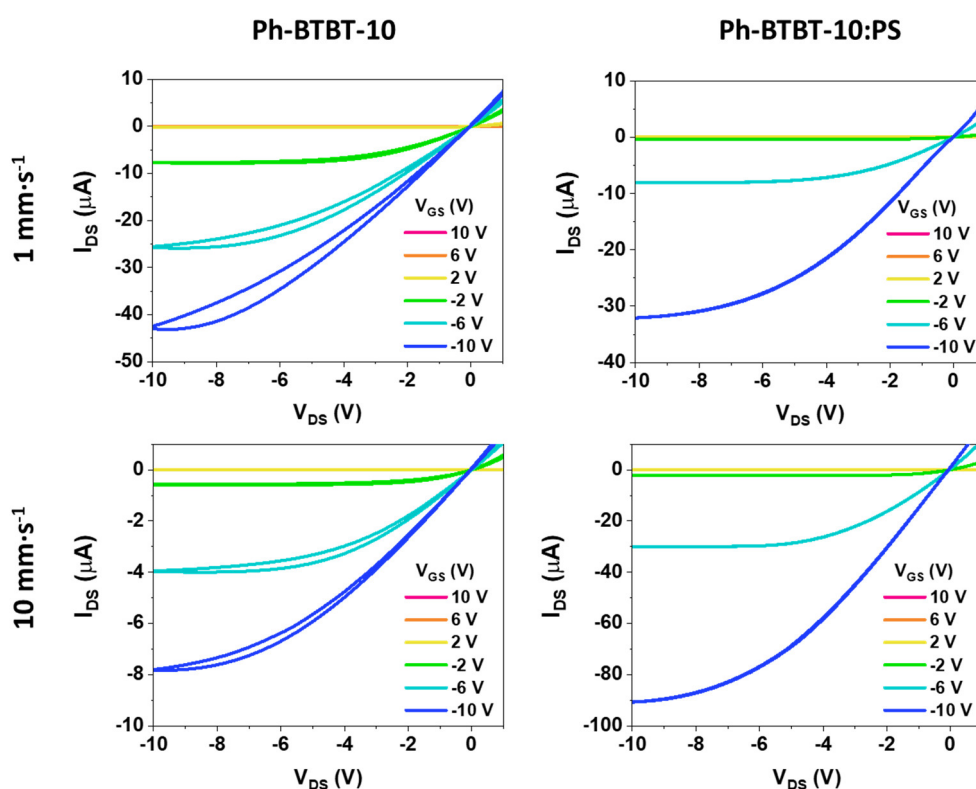 Ph-BTBT-10
Ph-BTBT-10:PS
1 mm·s⁻¹
10
0
-10
-20
-30
-40
-50
I_DS (μA)
-10 -8 -6 -4 -2 0
V_DS (V)
V_GS (V)
10 V
6 V
2 V
-2 V
-6 V
-10 V
10
0
-10
-20
-30
-40
I_DS (μA)
-10 -8 -6 -4 -2 0
V_DS (V)
V_GS (V)
10 V
6 V
2 V
-2 V
-6 V
-10 V
10 mm·s⁻¹
0
-2
-4
-6
-8
-10
I_DS (μA)
-10 -8 -6 -4 -2 0
V_DS (V)
V_GS (V)
10 V
6 V
2 V
-2 V
-6 V
-10 V
0
-20
-40
-60
-80
-100
I_DS (μA)
-10 -8 -6 -4 -2 0
V_DS (V)
V_GS (V)
10 V
6 V
2 V
-2 V
-6 V
-10 V